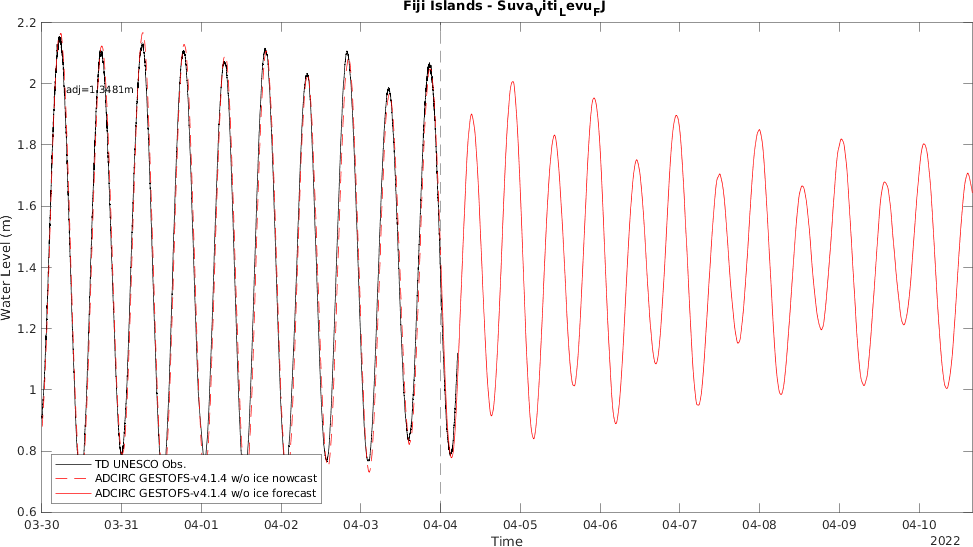 Fiji Islands - SuvaVitiLevuFJ
2.2
2
1.8
1.6
1.4
1.2
1
0.8
0.6
Water Level (m)
adj=1.3481m
TD UNESCO Obs.
ADCIRC GESTOFS-v4.1.4 w/o ice nowcast
ADCIRC GESTOFS-v4.1.4 w/o ice forecast
03-30 03-31 04-01 04-02 04-03 04-04 04-05 04-06 04-07 04-08 04-09 04-10
Time
2022